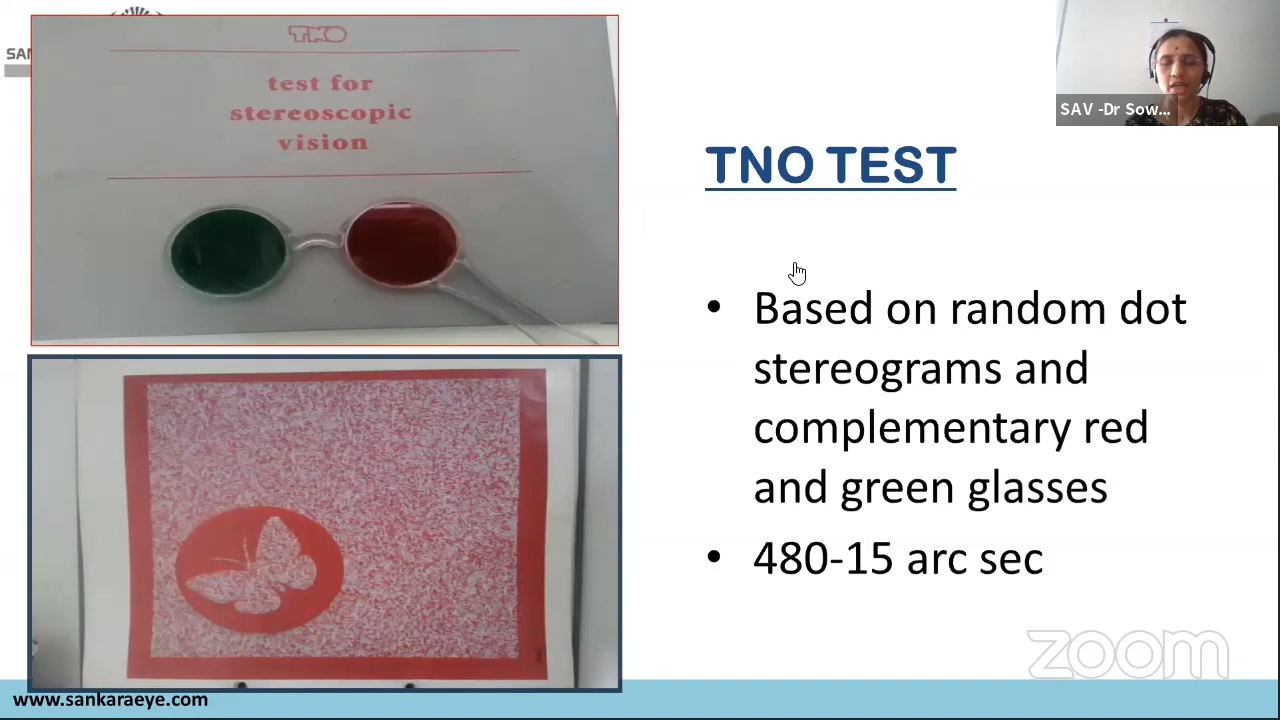 SAN
TNO
test for
stereoscopic
vision
SAV -Dr Sow...
TNO TEST
• Based on random dot
stereograms and
complementary red
and green glasses
• 480-15 arc sec
zoom
www.sankaraeye.com